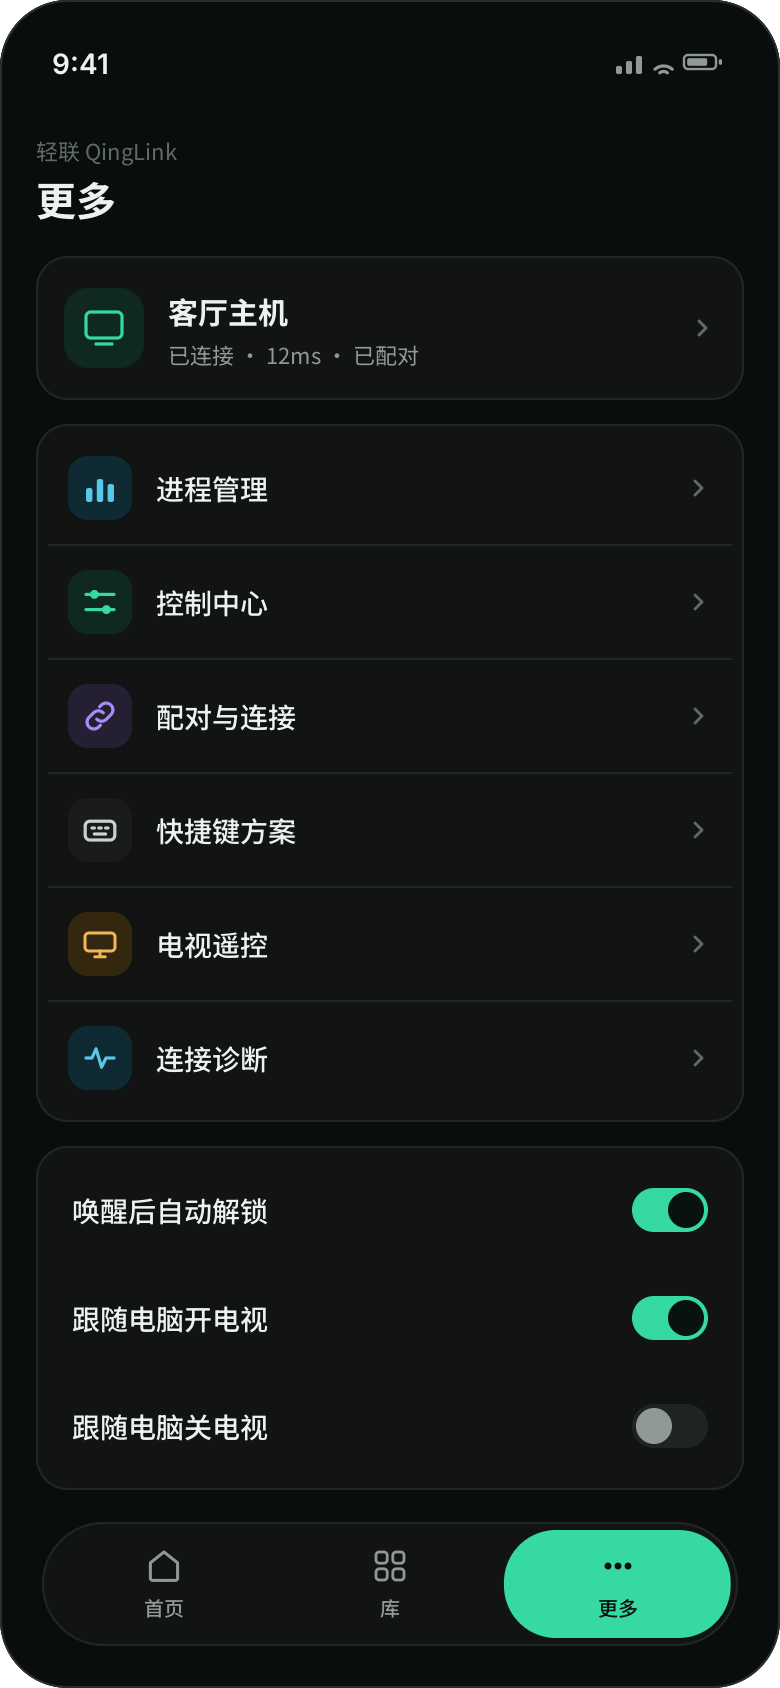 9:41
轻联 QingLink
更多
客厅主机
已连接 · 12ms · 已配对
进程管理
控制中心
配对与连接
快捷键方案
电视遥控
连接诊断
唤醒后自动解锁
跟随电脑开电视
跟随电脑关电视
首页
库
更多